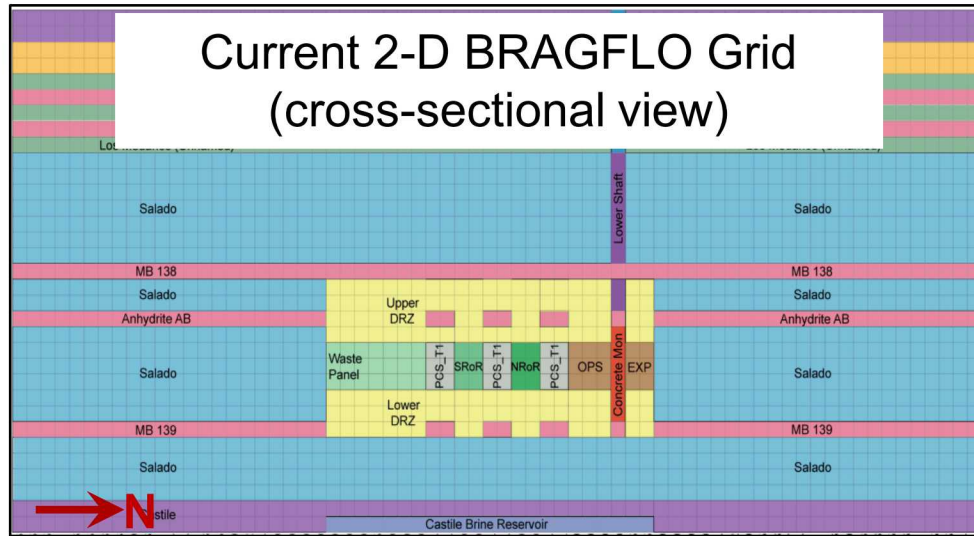 Current 2-D BRAGFLO Grid
(cross-sectional view)
Salado
Lower Shaft
Salado
MB 138
MB 138
Salado
Upper
DRZ
Salado
Anhydrite AB
Anhydrite AB
Salado
Waste
Panel
PCS_T1
SRoR
PCS_T1
NRoR
PCS_T1
OPS
Concrete Mon
EXP
Salado
Lower
DRZ
MB 139
MB 139
Salado
Salado
N
Castile Brine Reservoir